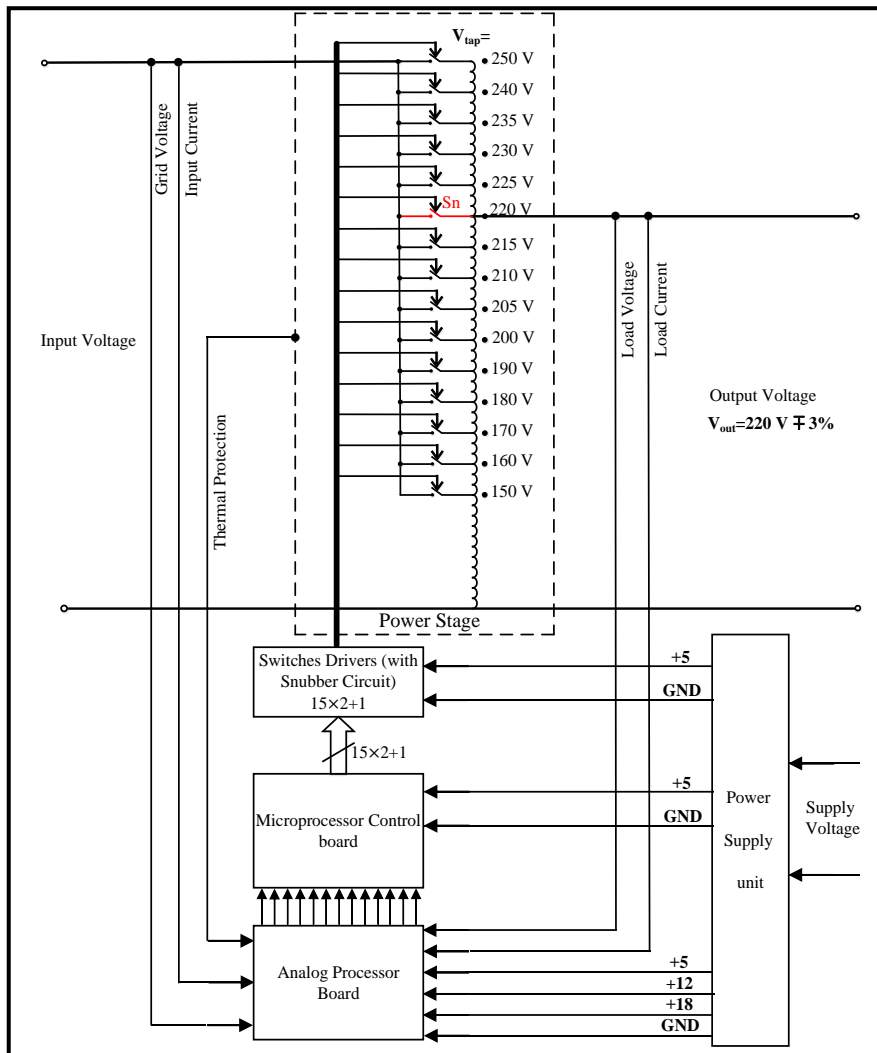 V_tap=
250 V
240 V
235 V
230 V
225 V
Sn
220 V
215 V
210 V
205 V
200 V
190 V
180 V
170 V
160 V
150 V
Grid Voltage
Input Current
Input Voltage
Thermal Protection
Load Voltage
Load Current
Output Voltage
V_out=220 V ∓ 3%
Power Stage
Switches Drivers (with
Snubber Circuit)
15×2+1
+5
GND
15×2+1
Microprocessor Control
board
+5
GND
Power
Supply
unit
Supply
Voltage
Analog Processor
Board
+5
+12
+18
GND